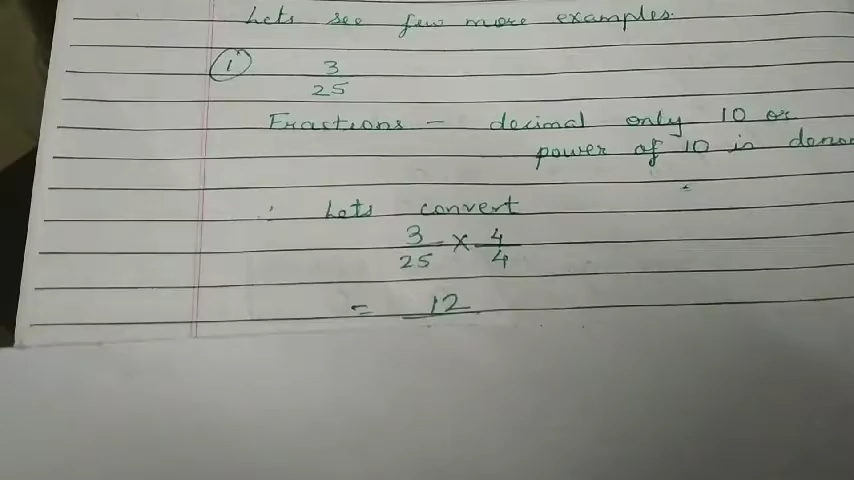 Lets see few more examples.
1
3
25
Fractions - decimal only 10 or
power of 10 is
∴ Lets convert
3/25 × 4/4
= 12